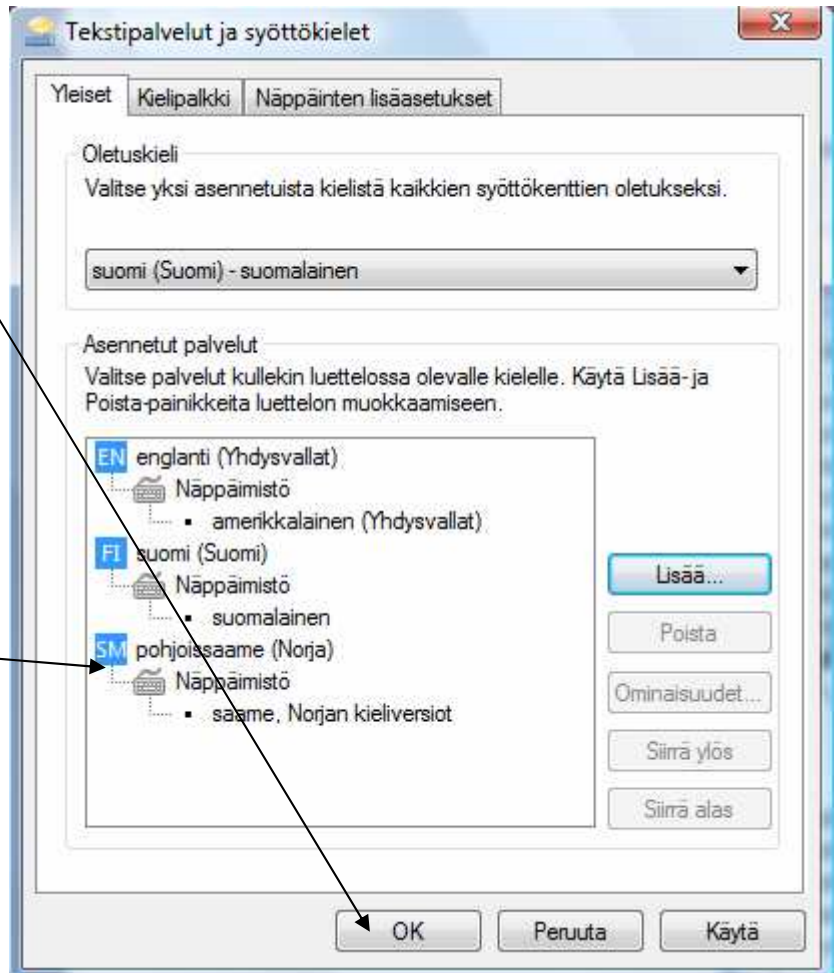 Tekstipalvelut ja syöttökielet
Yleiset Kielipalkki Näppäinten lisäasetukset
Oletuskieli
Valitse yksi asennetuista kielistä kaikkien syöttökenttien oletukseksi.
suomi (Suomi) - suomalainen
Asennetut palvelut
Valitse palvelut kullekin luettelossa olevalle kielelle. Käytä Lisää- ja
Poista-painikkeita luettelon muokkaamiseen.
EN englanti (Yhdysvallat)
Näppäimistö
amerikkalainen (Yhdysvallat)
FI suomi (Suomi)
Näppäimistö
suomalainen
SM pohjoissaame (Norja)
Näppäimistö
saame, Norjan kieliversiot
Lisää...
Poista
Ominaisuudet...
Siirrä ylös
Siirrä alas
OK Peruuta Käytä